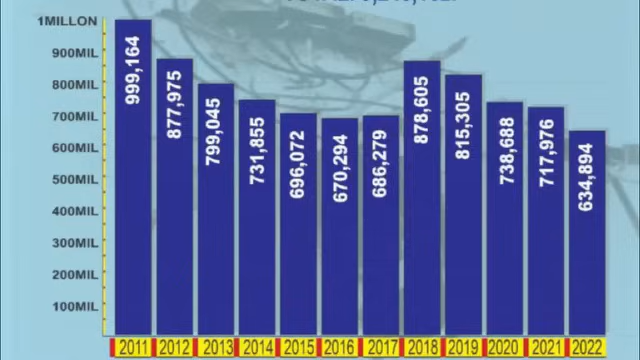 1MILLON
900MIL
800MIL
700MIL
600MIL
500MIL
400MIL
300MIL
200MIL
100MIL
999,164
877,975
799,045
731,855
696,072
670,294
686,279
878,605
815,305
738,688
717,976
634,894
2011 2012 2013 2014 2015 2016 2017 2018 2019 2020 2021 2022